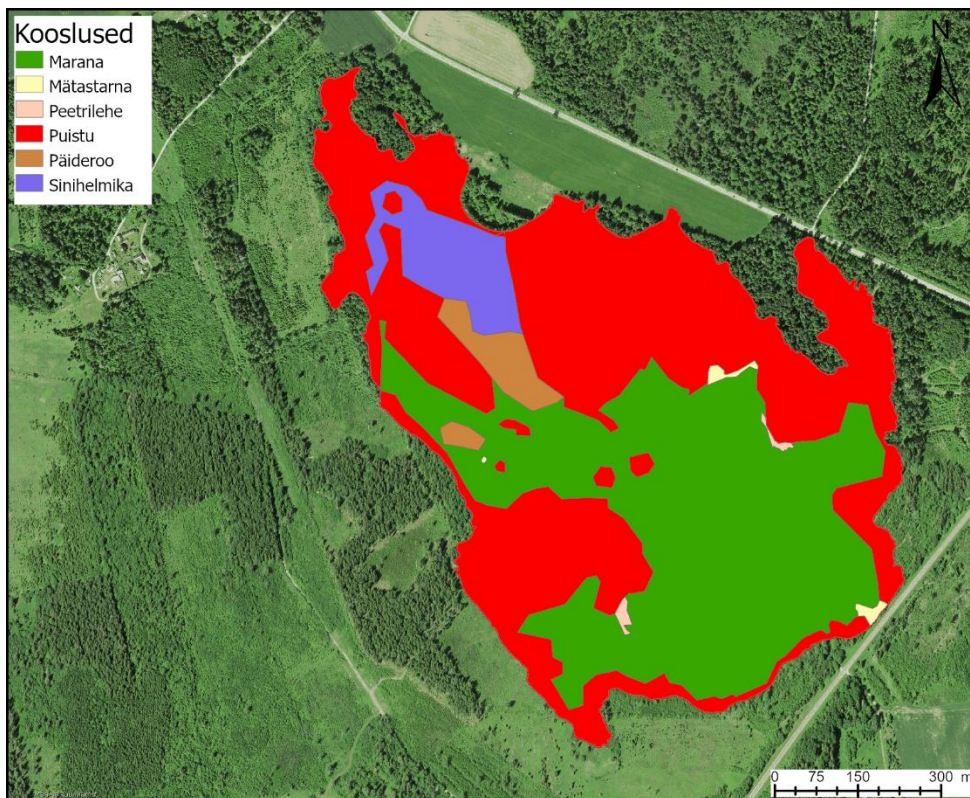 Kooslused
Marana
Mätastarna
Peetrilehe
Puistu
Päideroo
Sinihelmika
N
0 75 150 300 m